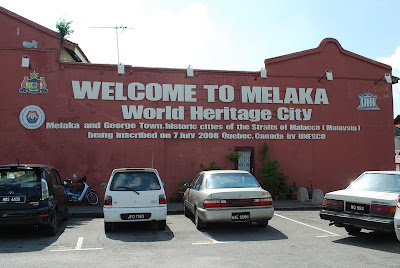 WELCOME TO MELAKA
World Heritage City
Melaka and George Town, historic cities of the Straits of Malacca (Malaysia)
being inscribed on 7 July 2008 Quebec, Canada by UNESCO